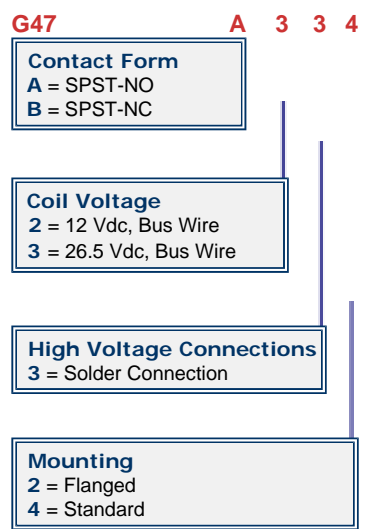 G47 A 3 3 4
Contact Form
A = SPST-NO
B = SPST-NC
Coil Voltage
2 = 12 Vdc, Bus Wire
3 = 26.5 Vdc, Bus Wire
High Voltage Connections
3 = Solder Connection
Mounting
2 = Flanged
4 = Standard